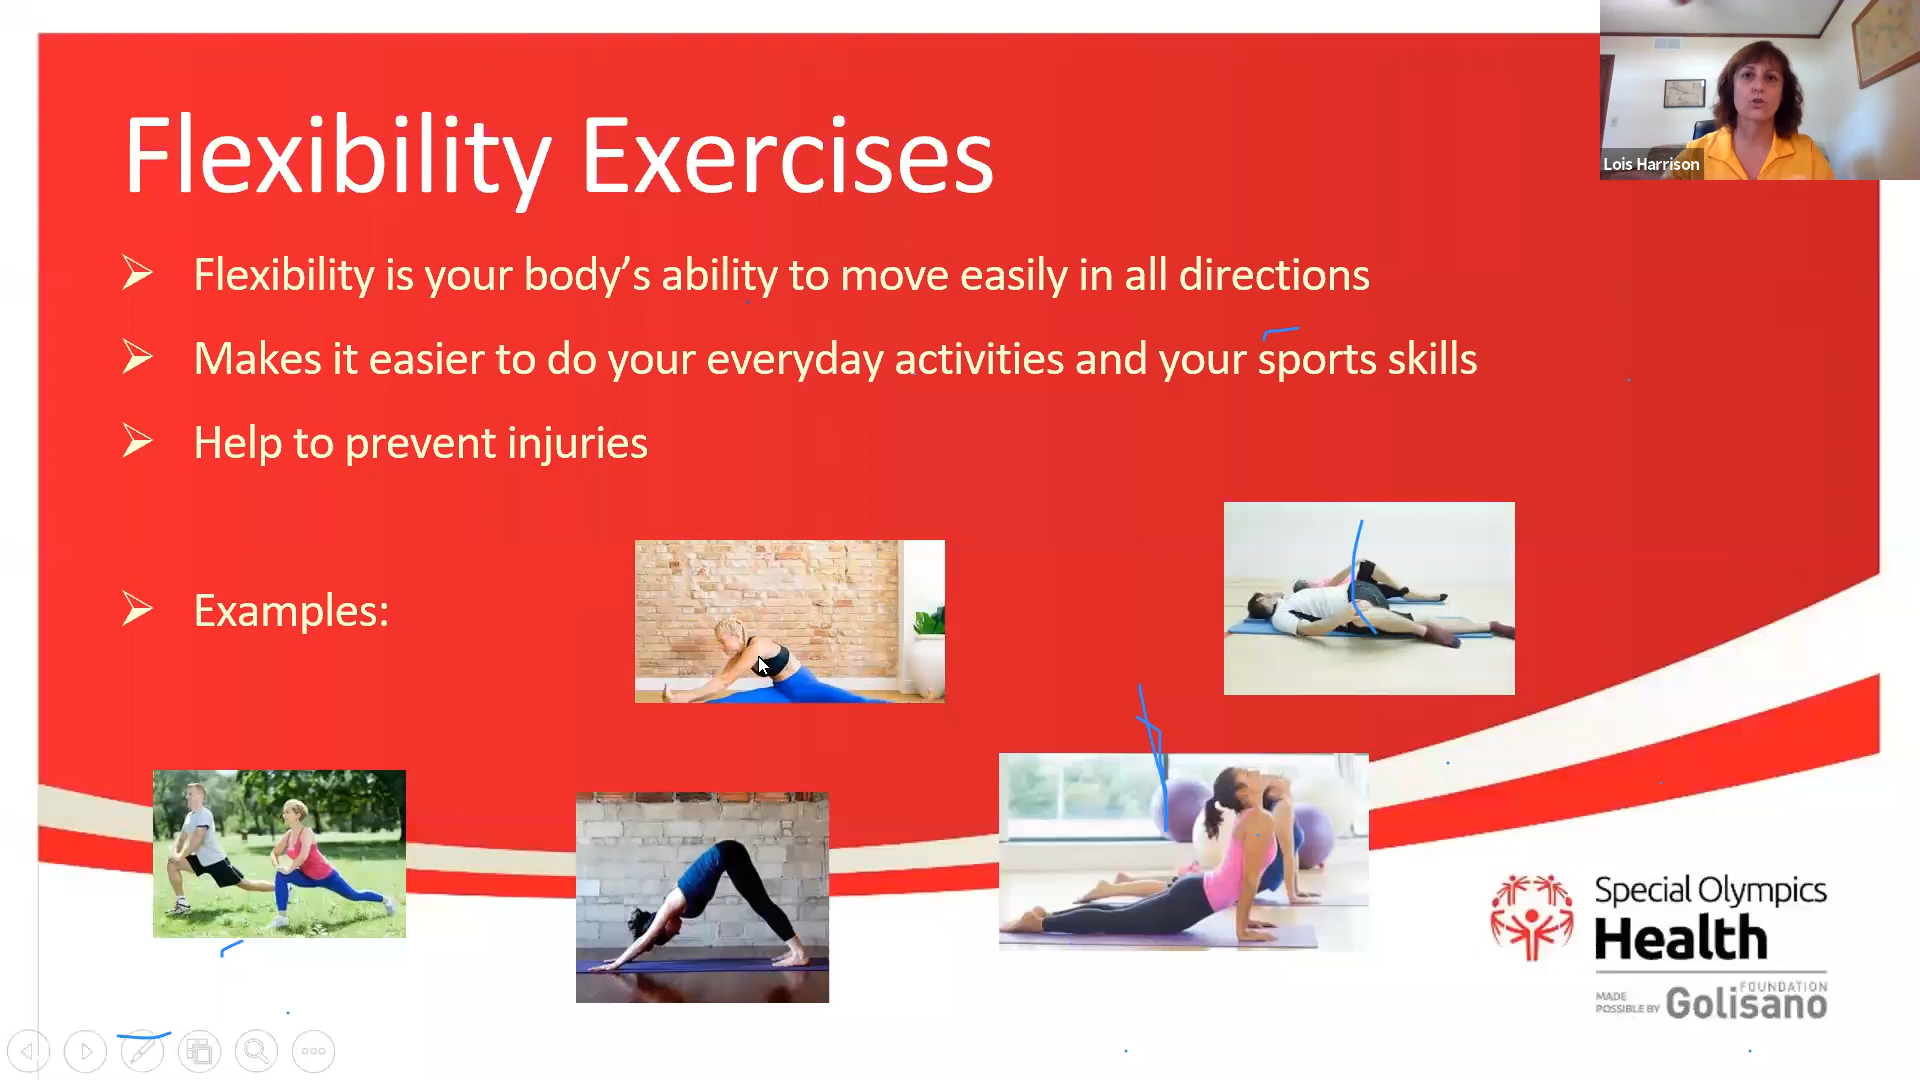 Flexibility Exercises
Flexibility is your body’s ability to move easily in all directions
Makes it easier to do your everyday activities and your sports skills
Help to prevent injuries
Examples:
Lois Harrison
Special Olympics
Health
MADE
POSSIBLE BY
FOUNDATION
Golisano